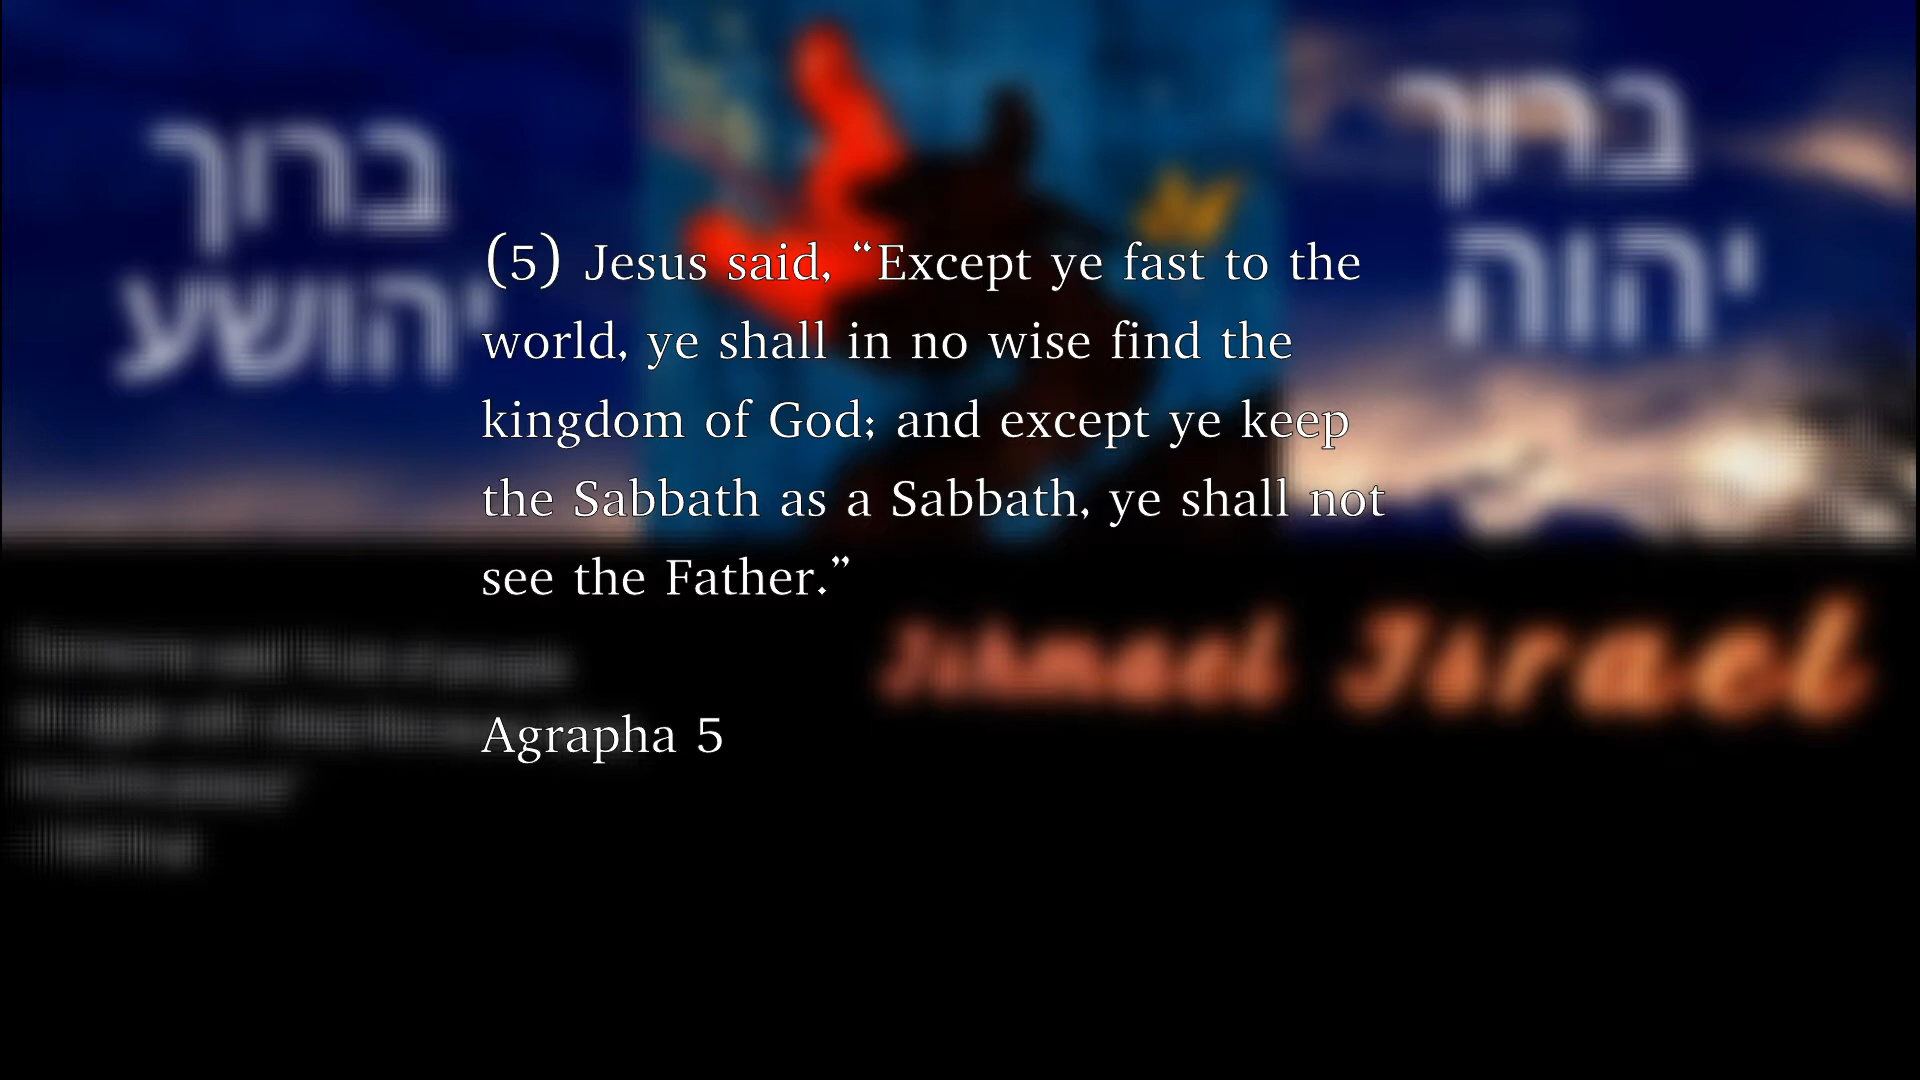 ברוך
יהושע
ברוך
יהוה
(5) Jesus said, “Except ye fast to the
world, ye shall in no wise find the
kingdom of God; and except ye keep
the Sabbath as a Sabbath, ye shall not
see the Father.”
Ishmael Israel
Agrapha 5